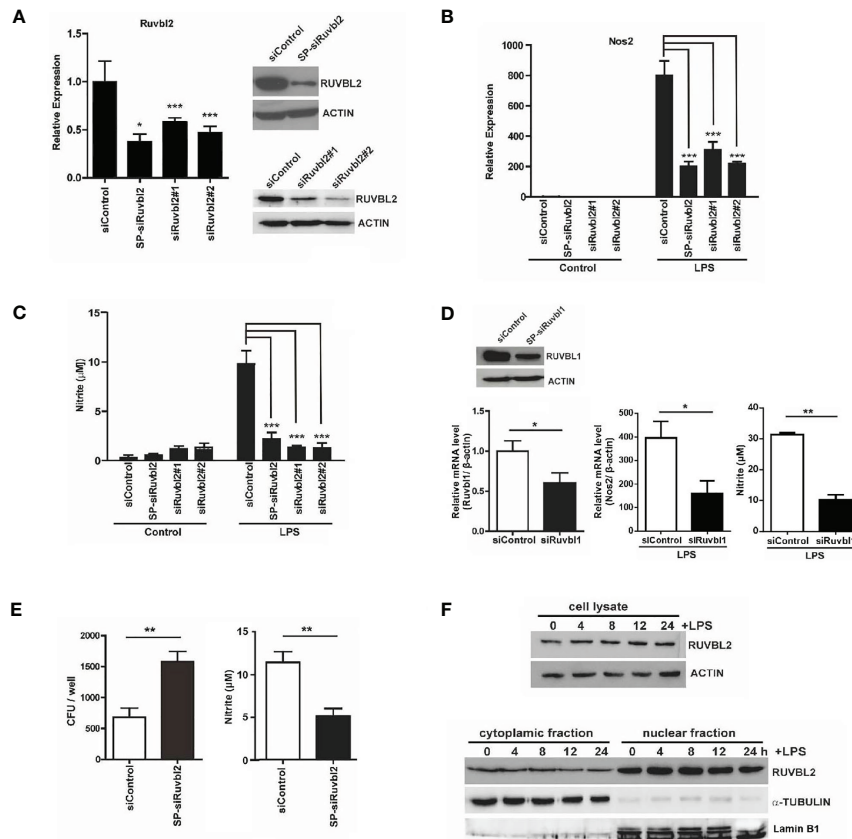 A
Ruvbl2
Relative Expression
1.5
1.0
0.5
0.0
*
***
***
siControl
SP-siRuvbl2
siRuvbl2#1
siRuvbl2#2
siControl
SP-siRuvbl2
RUVBL2
ACTIN
siControl
siRuvbl2#1
siRuvbl2#2
RUVBL2
ACTIN
B
Nos2
Relative Expression
1000
800
600
400
200
0
***
***
***
siControl
SP-siRuvbl2
siRuvbl2#1
siRuvbl2#2
siControl
SP-siRuvbl2
siRuvbl2#1
siRuvbl2#2
Control
LPS
C
Nitrite (µM])
15
10
5
0
***
***
***
siControl
SP-siRuvbl2
siRuvbl2#1
siRuvbl2#2
siControl
SP-siRuvbl2
siRuvbl2#1
siRuvbl2#2
Control
LPS
D
siControl
SP-siRuvbl1
RUVBL1
ACTIN
Relative mRNA level
(Ruvbl1/ β-actin)
1.5
1.0
0.5
0.0
*
siControl
siRuvbl1
Relative mRNA level
(Nos2/ β-actin)
500
400
300
200
100
0
*
siControl
siRuvbl1
LPS
Nitrite (µM)
40
30
20
10
0
**
siControl
siRuvbl1
LPS
E
CFU / well
2000
1500
1000
500
0
**
siControl
SP-siRuvbl2
Nitrite (µM)
15
10
5
0
**
siControl
SP-siRuvbl2
F
cell lysate
0 4 8 12 24 +LPS
RUVBL2
ACTIN
cytoplamic fraction
nuclear fraction
0 4 8 12 24 0 4 8 12 24 h +LPS
RUVBL2
α-TUBULIN
Lamin B1